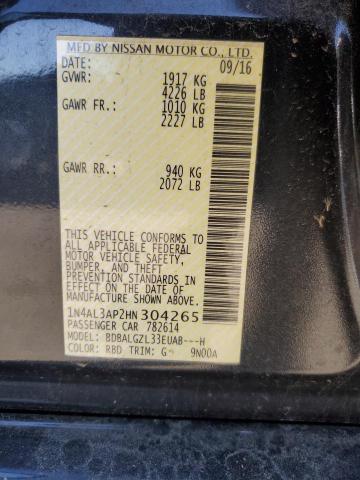 MFD BY NISSAN MOTOR CO., LTD.
DATE: 09/16
GVWR: 1917 KG
4226 LB
GAWR FR.: 1010 KG
2227 LB
GAWR RR.: 940 KG
2072 LB
THIS VEHICLE CONFORMS
TO ALL APPLICABLE FEDERAL
MOTOR VEHICLE SAFETY,
BUMPER, AND THEFT
PREVENTION STANDARDS IN
EFFECT ON THE DATE OF
MANUFACTURE SHOWN ABOVE.
1N4AL3AP2HN304265
PASSENGER CAR 782614
MODEL: BDBALGZL33EUAB---H
COLOR: RBD TRIM: G 9N00A